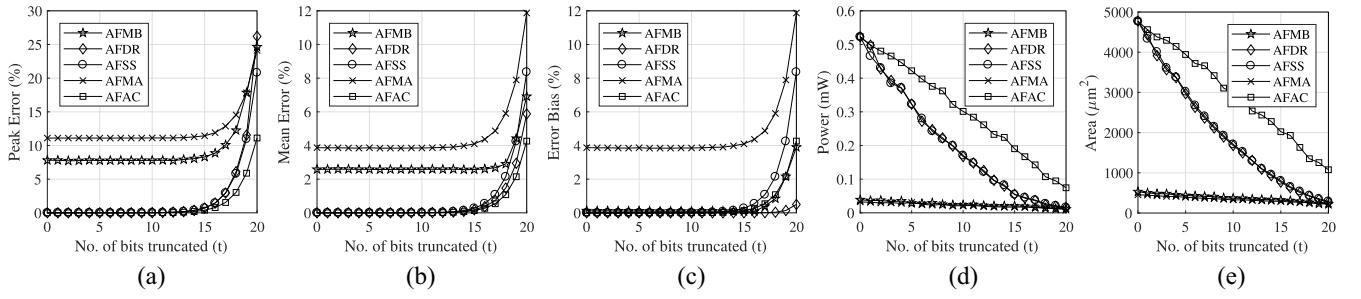 30
25
20
15
10
5
0
Peak Error (%)
AFMB
AFDR
AFSS
AFMA
AFAC
0 5 10 15 20
No. of bits truncated (t)
(a)
12
10
8
6
4
2
0
Mean Error (%)
AFMB
AFDR
AFSS
AFMA
AFAC
0 5 10 15 20
No. of bits truncated (t)
(b)
12
10
8
6
4
2
0
Error Bias (%)
AFMB
AFDR
AFSS
AFMA
AFAC
0 5 10 15 20
No. of bits truncated (t)
(c)
0.6
0.5
0.4
0.3
0.2
0.1
0
Power (mW)
AFMB
AFDR
AFSS
AFMA
AFAC
0 5 10 15 20
No. of bits truncated (t)
(d)
5000
4000
3000
2000
1000
0
Area (μm²)
AFMB
AFDR
AFSS
AFMA
AFAC
0 5 10 15 20
No. of bits truncated (t)
(e)